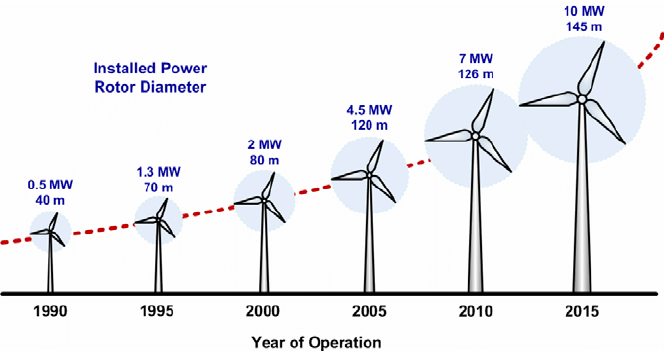 Installed Power
Rotor Diameter
0.5 MW
40 m
1.3 MW
70 m
2 MW
80 m
4.5 MW
120 m
7 MW
126 m
10 MW
145 m
1990
1995
2000
2005
2010
2015
Year of Operation